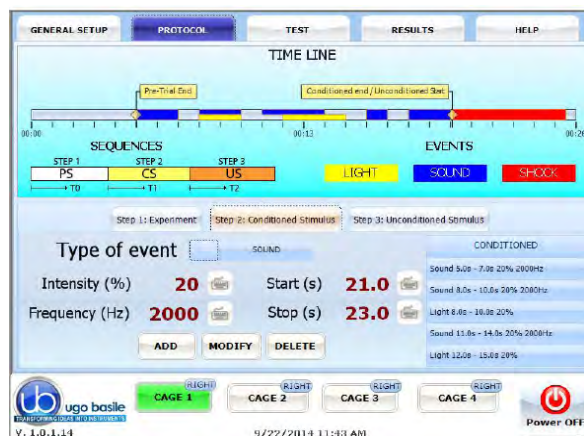 GENERAL SETUP PROTOCOL TEST RESULTS HELP
TIME LINE
Pre-Trial End Conditioned end / Unconditioned Start
00:00 00:13 00:26
SEQUENCES EVENTS
STEP 1 STEP 2 STEP 3
PS CS US LIGHT SOUND SHOCK
T0 T1 T2
Step 1: Experiment Step 2: Conditioned Stimulus Step 3: Unconditioned Stimulus
Type of event SOUND CONDITIONED
Sound 5.0s - 7.0s 20% 2000Hz
Intensity (%) 20 Start (s) 21.0
Sound 8.0s - 10.0s 20% 2000Hz
Light 8.0s - 10.0s 20%
Frequency (Hz) 2000 Stop (s) 23.0
Sound 11.0s - 14.0s 20% 2000Hz
ADD MODIFY DELETE
Light 12.0s - 15.0s 20%
RIGHT RIGHT RIGHT RIGHT
CAGE 1 CAGE 2 CAGE 3 CAGE 4
ub ugo basile
TRANSFORMING IDEAS INTO INSTRUMENTS
Power OFF
V. 1.0.1.14 9/22/2014 11:43 AM